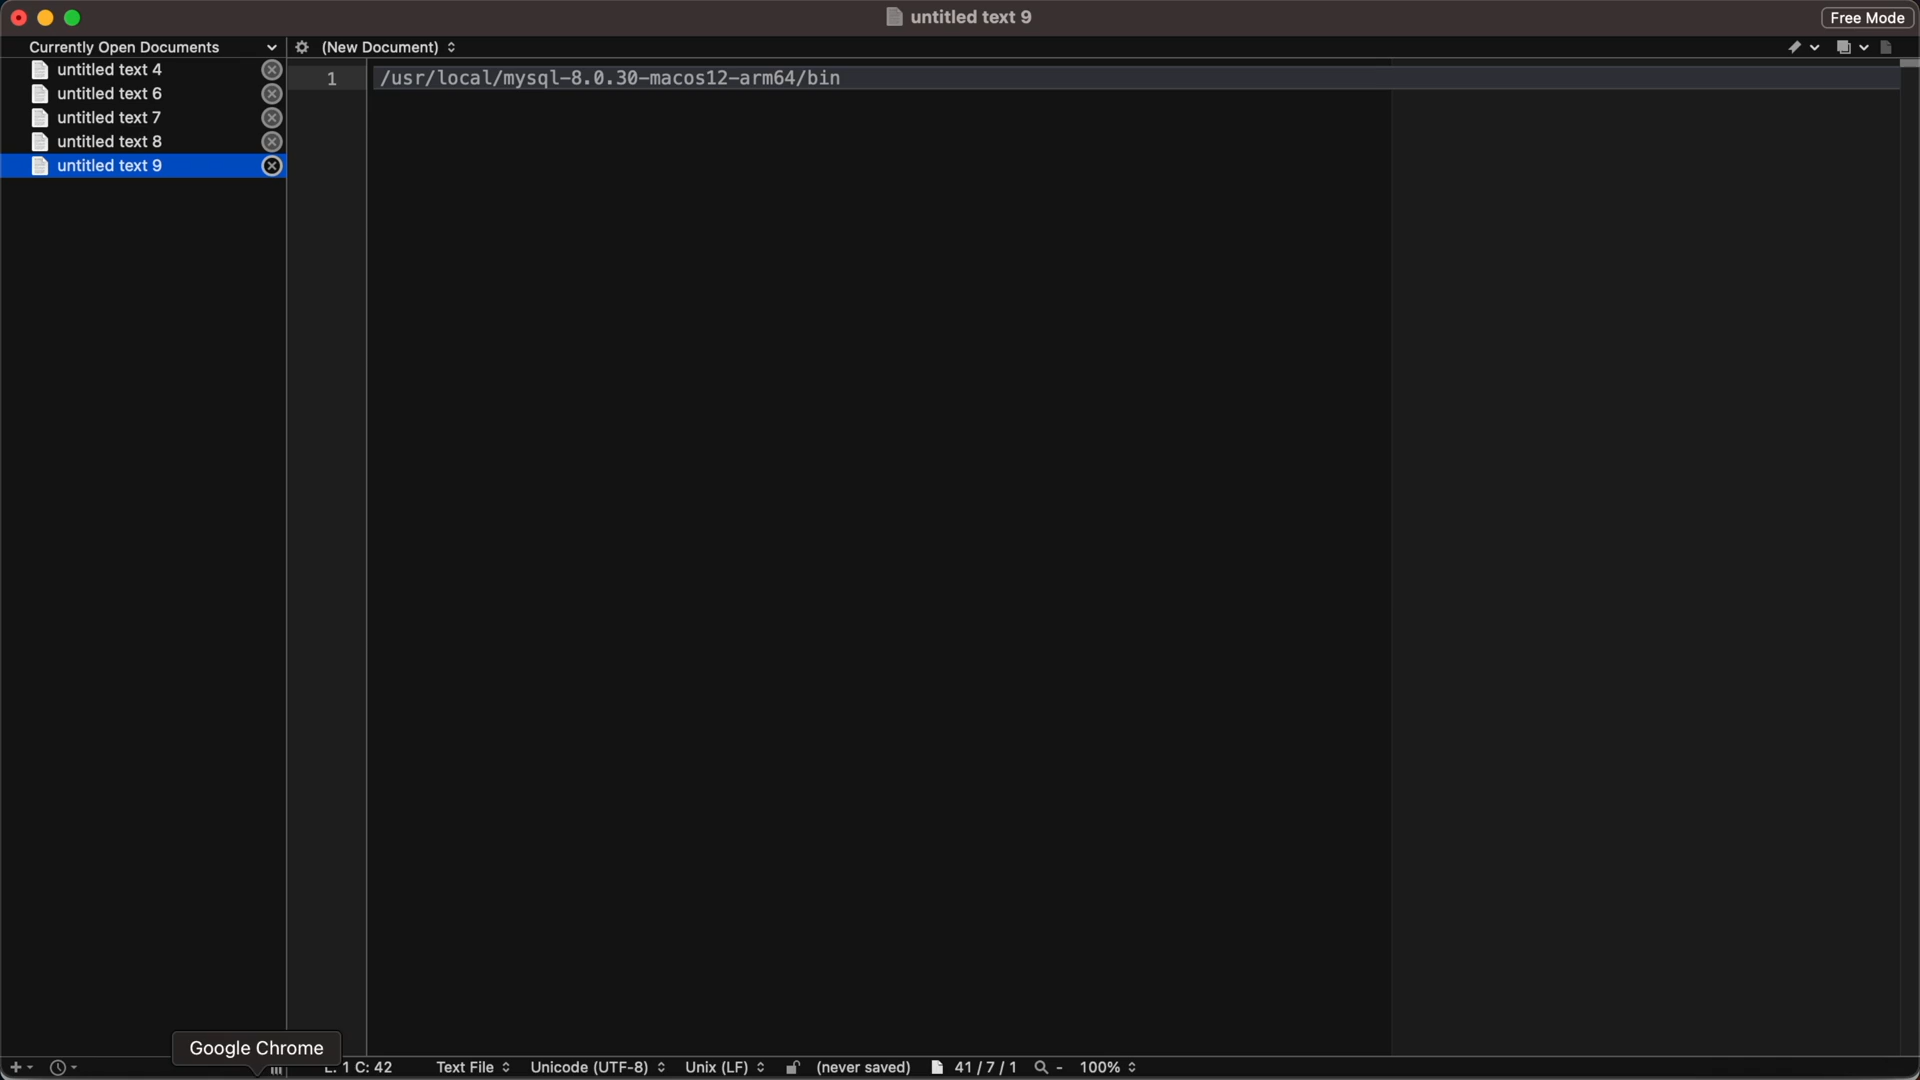 untitled text 9
Free Mode
Currently Open Documents
(New Document)
untitled text 4
untitled text 6
untitled text 7
untitled text 8
untitled text 9
1
/usr/local/mysql-8.0.30-macos12-arm64/bin
Google Chrome
L: 1 C: 42
Text File
Unicode (UTF-8)
Unix (LF)
(never saved)
41 / 7 / 1
-
100%